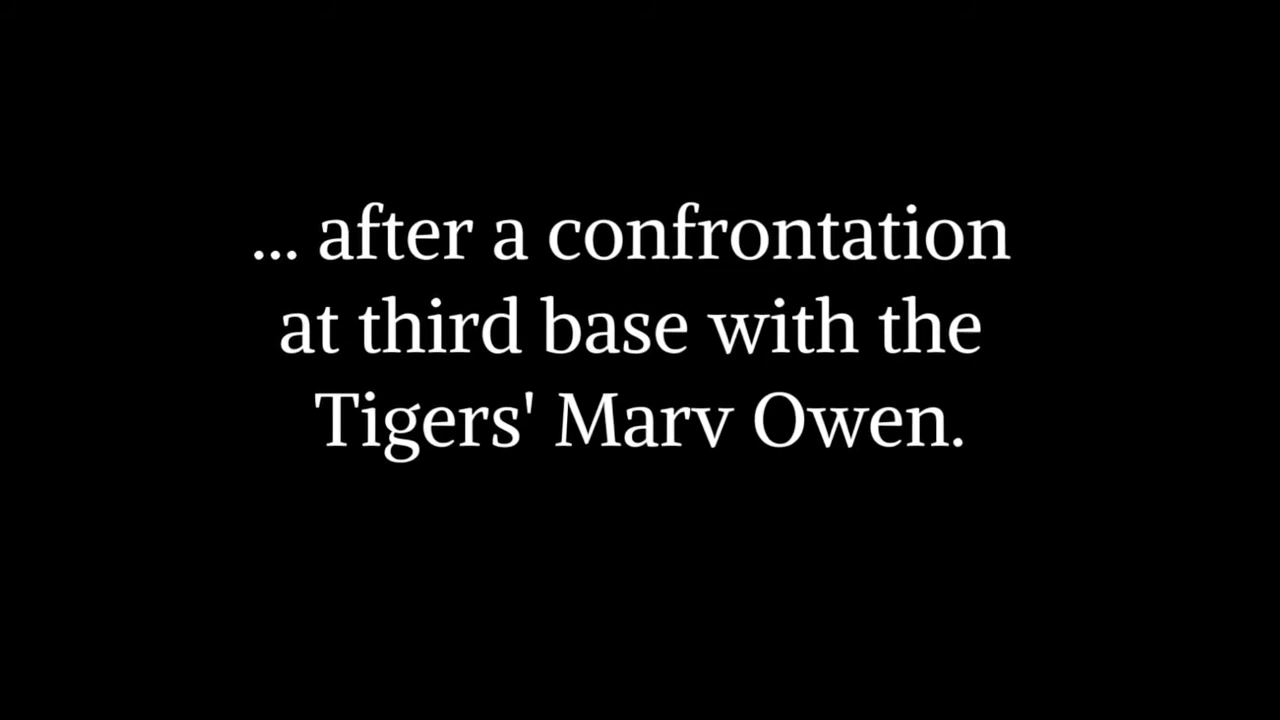 ... after a confrontation
at third base with the
Tigers' Marv Owen.